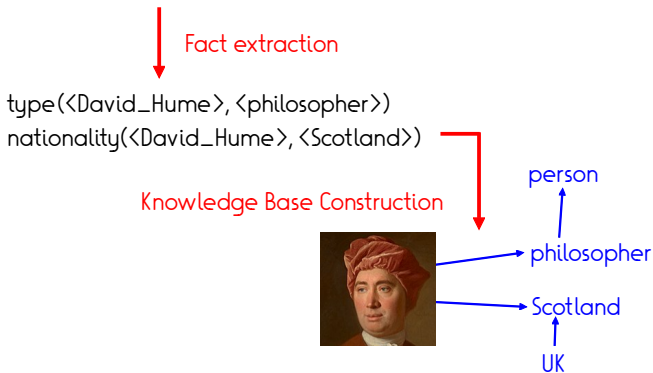 Fact extraction
type(<David_Hume>, <philosopher>)
nationality(<David_Hume>, <Scotland>)
Knowledge Base Construction
person
philosopher
Scotland
UK